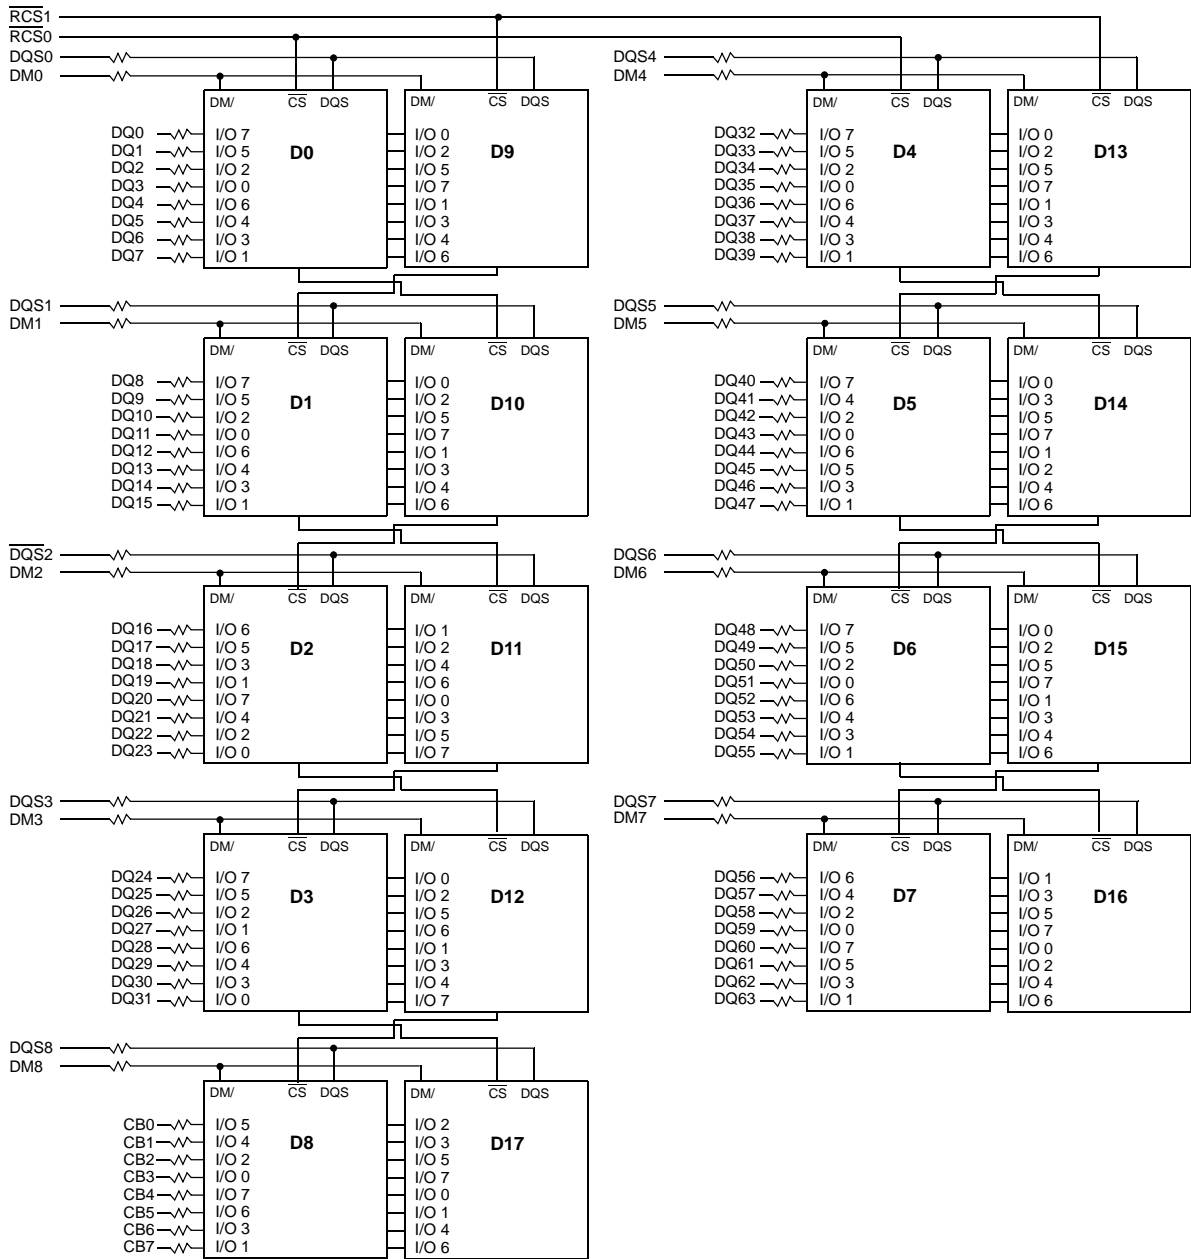 RCS1
RCS0
DQS0
DM0
DM/ CS DQS DM/ CS DQS
DQ0 I/O 7 I/O 0
DQ1 I/O 5 D0 I/O 2 D9
DQ2 I/O 2 I/O 5
DQ3 I/O 0 I/O 7
DQ4 I/O 6 I/O 1
DQ5 I/O 4 I/O 3
DQ6 I/O 3 I/O 4
DQ7 I/O 1 I/O 6
DQS1
DM1
DM/ CS DQS DM/ CS DQS
DQ8 I/O 7 I/O 0
DQ9 I/O 5 D1 I/O 2 D10
DQ10 I/O 2 I/O 5
DQ11 I/O 0 I/O 7
DQ12 I/O 6 I/O 1
DQ13 I/O 4 I/O 3
DQ14 I/O 3 I/O 4
DQ15 I/O 1 I/O 6
DQS2
DM2
DM/ CS DQS DM/ CS DQS
DQ16 I/O 6 I/O 1
DQ17 I/O 5 D2 I/O 2 D11
DQ18 I/O 3 I/O 4
DQ19 I/O 1 I/O 6
DQ20 I/O 7 I/O 0
DQ21 I/O 4 I/O 3
DQ22 I/O 2 I/O 5
DQ23 I/O 0 I/O 7
DQS3
DM3
DM/ CS DQS DM/ CS DQS
DQ24 I/O 7 I/O 0
DQ25 I/O 5 D3 I/O 2 D12
DQ26 I/O 2 I/O 5
DQ27 I/O 1 I/O 6
DQ28 I/O 6 I/O 1
DQ29 I/O 4 I/O 3
DQ30 I/O 3 I/O 4
DQ31 I/O 0 I/O 7
DQS8
DM8
DM/ CS DQS DM/ CS DQS
CB0 I/O 5 I/O 2
CB1 I/O 4 D8 I/O 3 D17
CB2 I/O 2 I/O 5
CB3 I/O 0 I/O 7
CB4 I/O 7 I/O 0
CB5 I/O 6 I/O 1
CB6 I/O 3 I/O 4
CB7 I/O 1 I/O 6
DQS4
DM4
DM/ CS DQS DM/ CS DQS
DQ32 I/O 7 I/O 0
DQ33 I/O 5 D4 I/O 2 D13
DQ34 I/O 2 I/O 5
DQ35 I/O 0 I/O 7
DQ36 I/O 6 I/O 1
DQ37 I/O 4 I/O 3
DQ38 I/O 3 I/O 4
DQ39 I/O 1 I/O 6
DQS5
DM5
DM/ CS DQS DM/ CS DQS
DQ40 I/O 7 I/O 0
DQ41 I/O 4 D5 I/O 3 D14
DQ42 I/O 2 I/O 5
DQ43 I/O 0 I/O 7
DQ44 I/O 6 I/O 1
DQ45 I/O 5 I/O 2
DQ46 I/O 3 I/O 4
DQ47 I/O 1 I/O 6
DQS6
DM6
DM/ CS DQS DM/ CS DQS
DQ48 I/O 7 I/O 0
DQ49 I/O 5 D6 I/O 2 D15
DQ50 I/O 2 I/O 5
DQ51 I/O 0 I/O 7
DQ52 I/O 6 I/O 1
DQ53 I/O 4 I/O 3
DQ54 I/O 3 I/O 4
DQ55 I/O 1 I/O 6
DQS7
DM7
DM/ CS DQS DM/ CS DQS
DQ56 I/O 6 I/O 1
DQ57 I/O 4 D7 I/O 3 D16
DQ58 I/O 2 I/O 5
DQ59 I/O 0 I/O 7
DQ60 I/O 7 I/O 0
DQ61 I/O 5 I/O 2
DQ62 I/O 3 I/O 4
DQ63 I/O 1 I/O 6